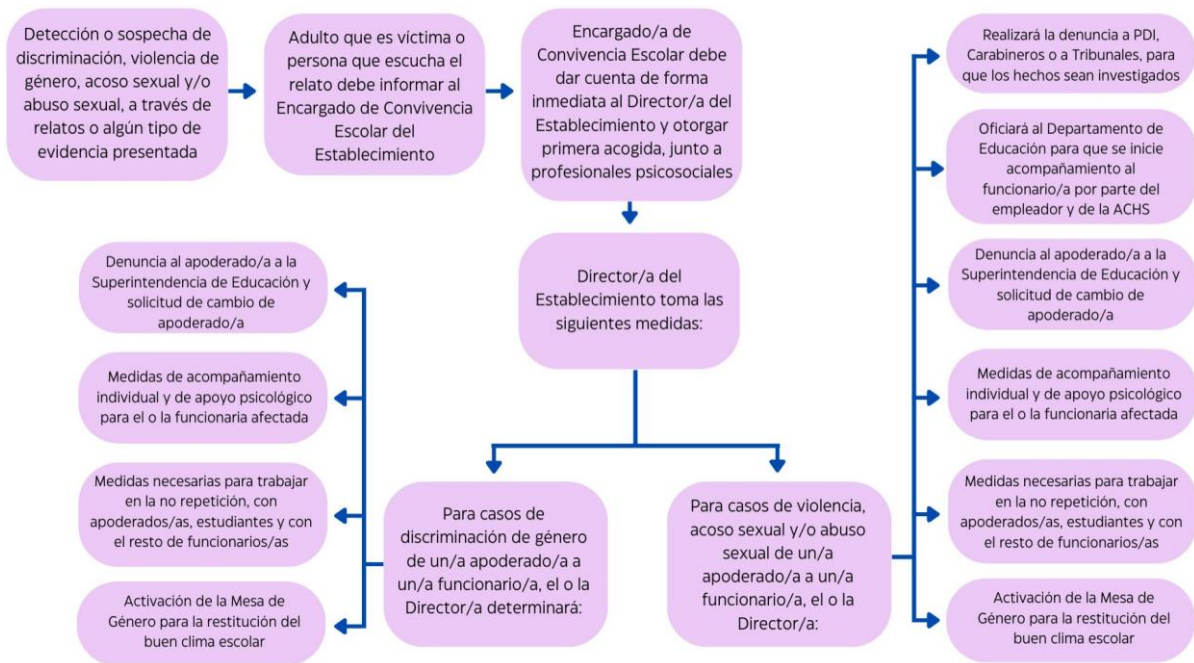 Detección o sospecha de
discriminación, violencia de
género, acoso sexual y/o
abuso sexual, a través de
relatos o algún tipo de
evidencia presentada
Adulto que es víctima o
persona que escucha el
relato debe informar al
Encargado de Convivencia
Escolar del
Establecimiento
Encargado/a de
Convivencia Escolar debe
dar cuenta de forma
inmediata al Director/a del
Establecimiento y otorgar
primera acogida, junto a
profesionales psicosociales
Director/a del
Establecimiento toma las
siguientes medidas:
Para casos de
discriminación de género
de un/a apoderado/a a
un/a funcionario/a, el o la
Director/a determinará:
Denuncia al apoderado/a a la
Superintendencia de Educación y
solicitud de cambio de
apoderado/a
Medidas de acompañamiento
individual y de apoyo psicológico
para el o la funcionaria afectada
Medidas necesarias para trabajar
en la no repetición, con
apoderados/as, estudiantes y con
el resto de funcionarios/as
Activación de la Mesa de
Género para la restitución del
buen clima escolar
Para casos de violencia,
acoso sexual y/o abuso
sexual de un/a
apoderado/a a un/a
funcionario/a, el o la
Director/a:
Realizará la denuncia a PDI,
Carabineros o a Tribunales, para
que los hechos sean investigados
Oficiará al Departamento de
Educación para que se inicie
acompañamiento al
funcionario/a por parte del
empleador y de la ACHS
Denuncia al apoderado/a a la
Superintendencia de Educación y
solicitud de cambio de
apoderado/a
Medidas de acompañamiento
individual y de apoyo psicológico
para el o la funcionaria afectada
Medidas necesarias para trabajar
en la no repetición, con
apoderados/as, estudiantes y con
el resto de funcionarios/as
Activación de la Mesa de
Género para la restitución del
buen clima escolar